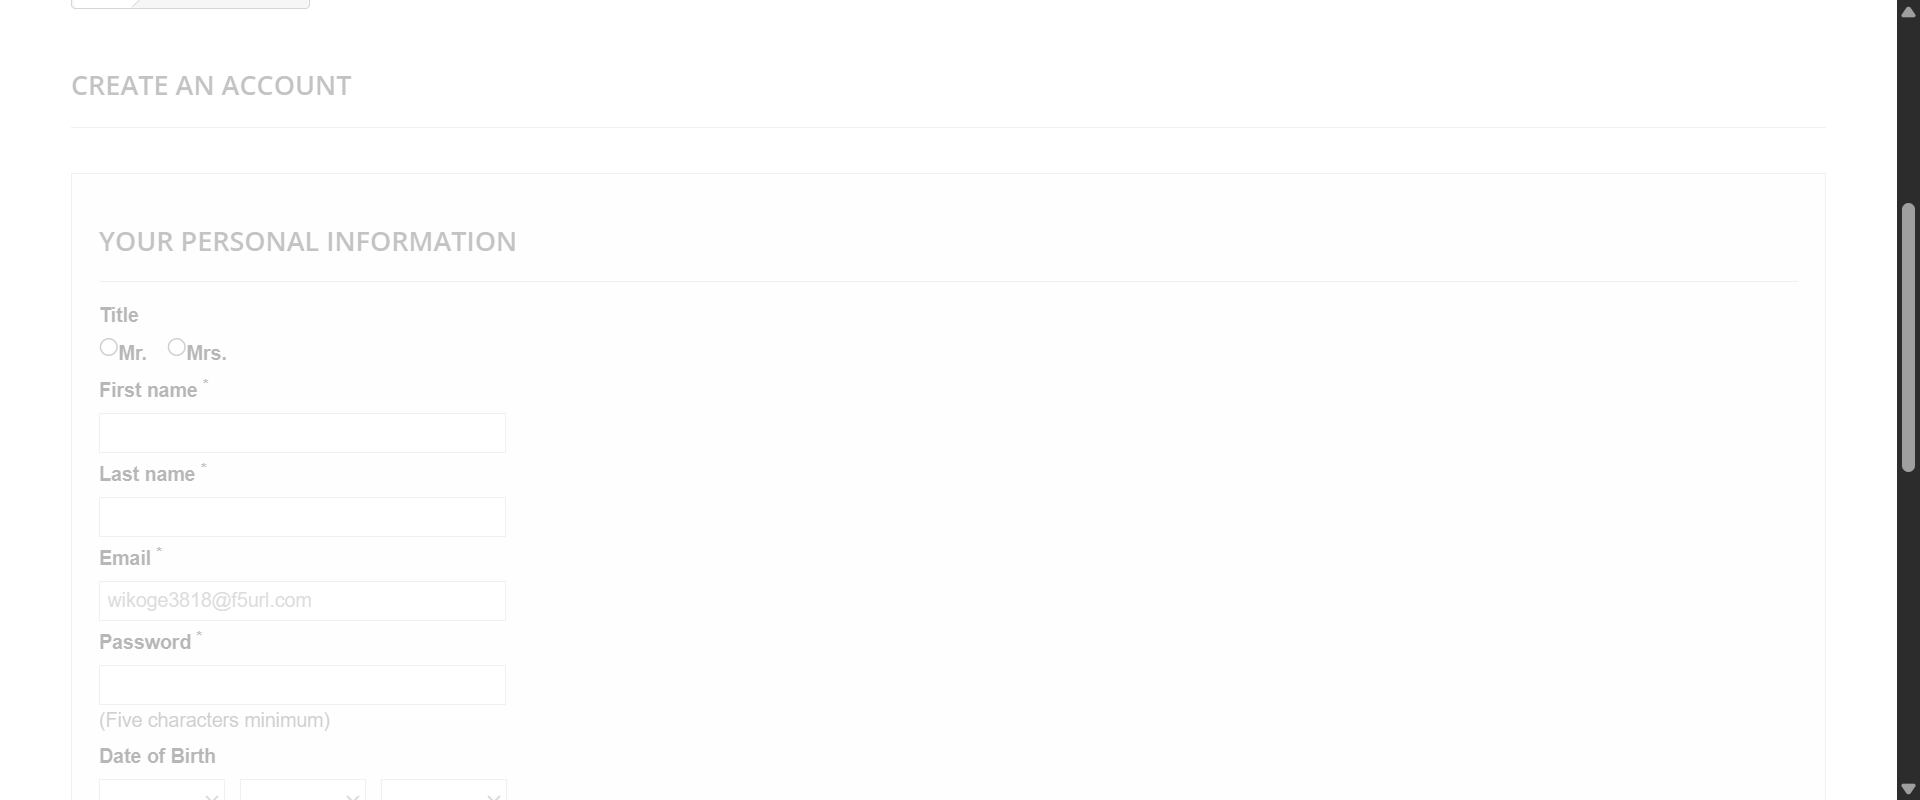 CREATE AN ACCOUNT
YOUR PERSONAL INFORMATION
Title
Mr. Mrs.
First name *
Last name *
Email *
wikoge3818@f5url.com
Password *
(Five characters minimum)
Date of Birth